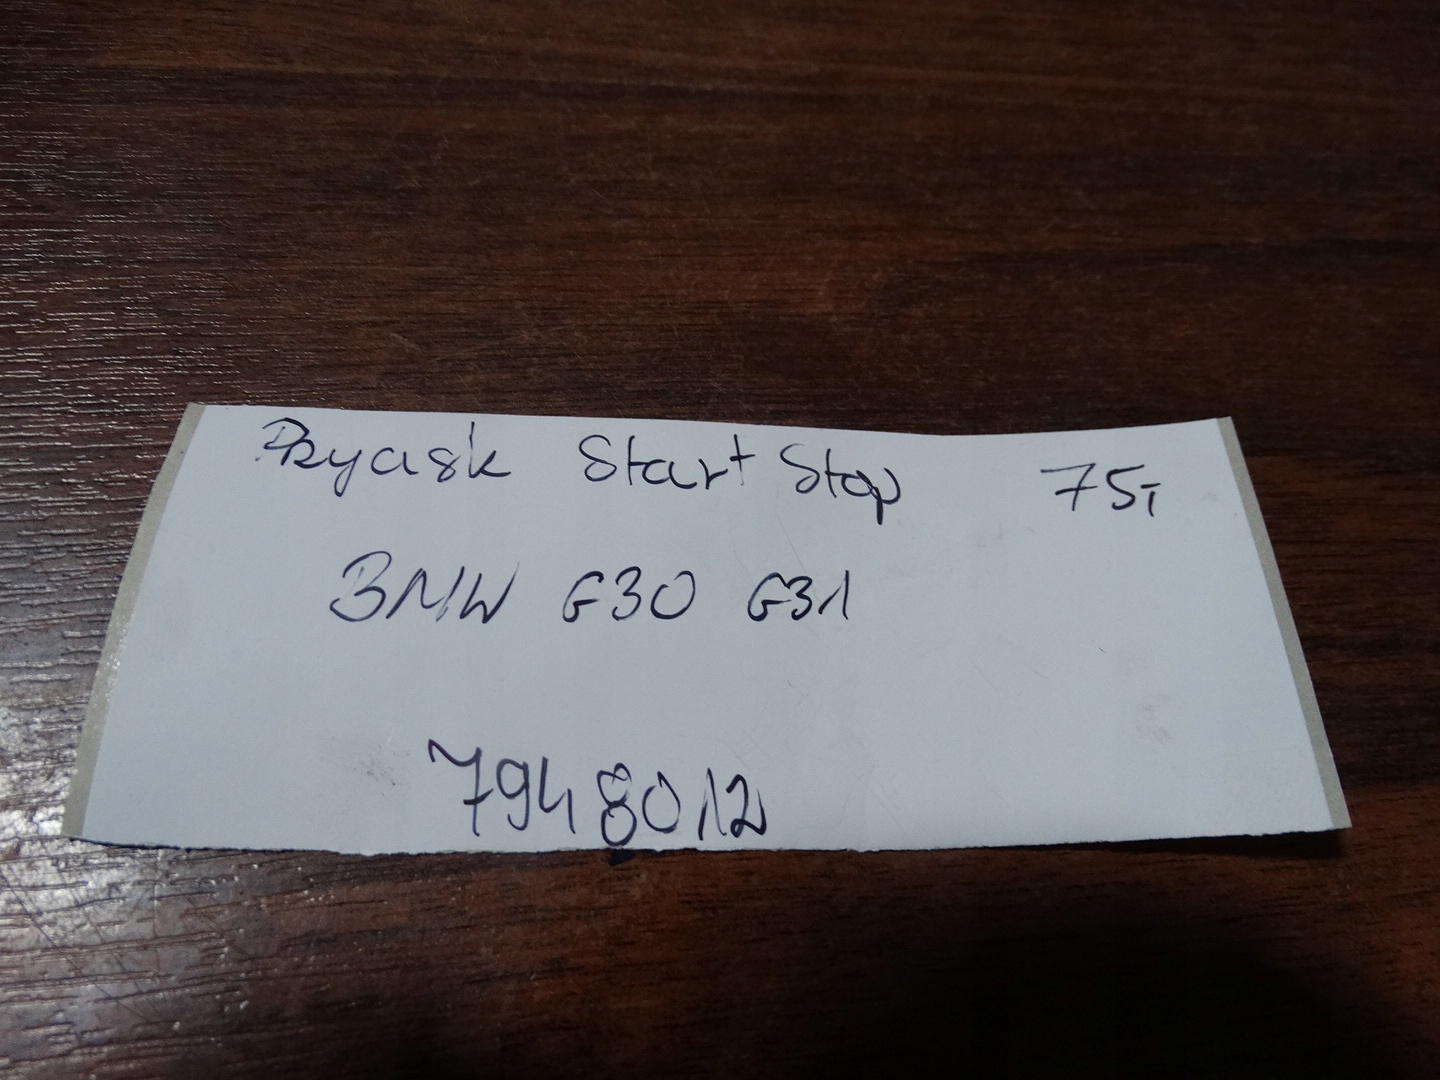 Przycisk Start Stop 75,-
BMW G30 G31
7948012